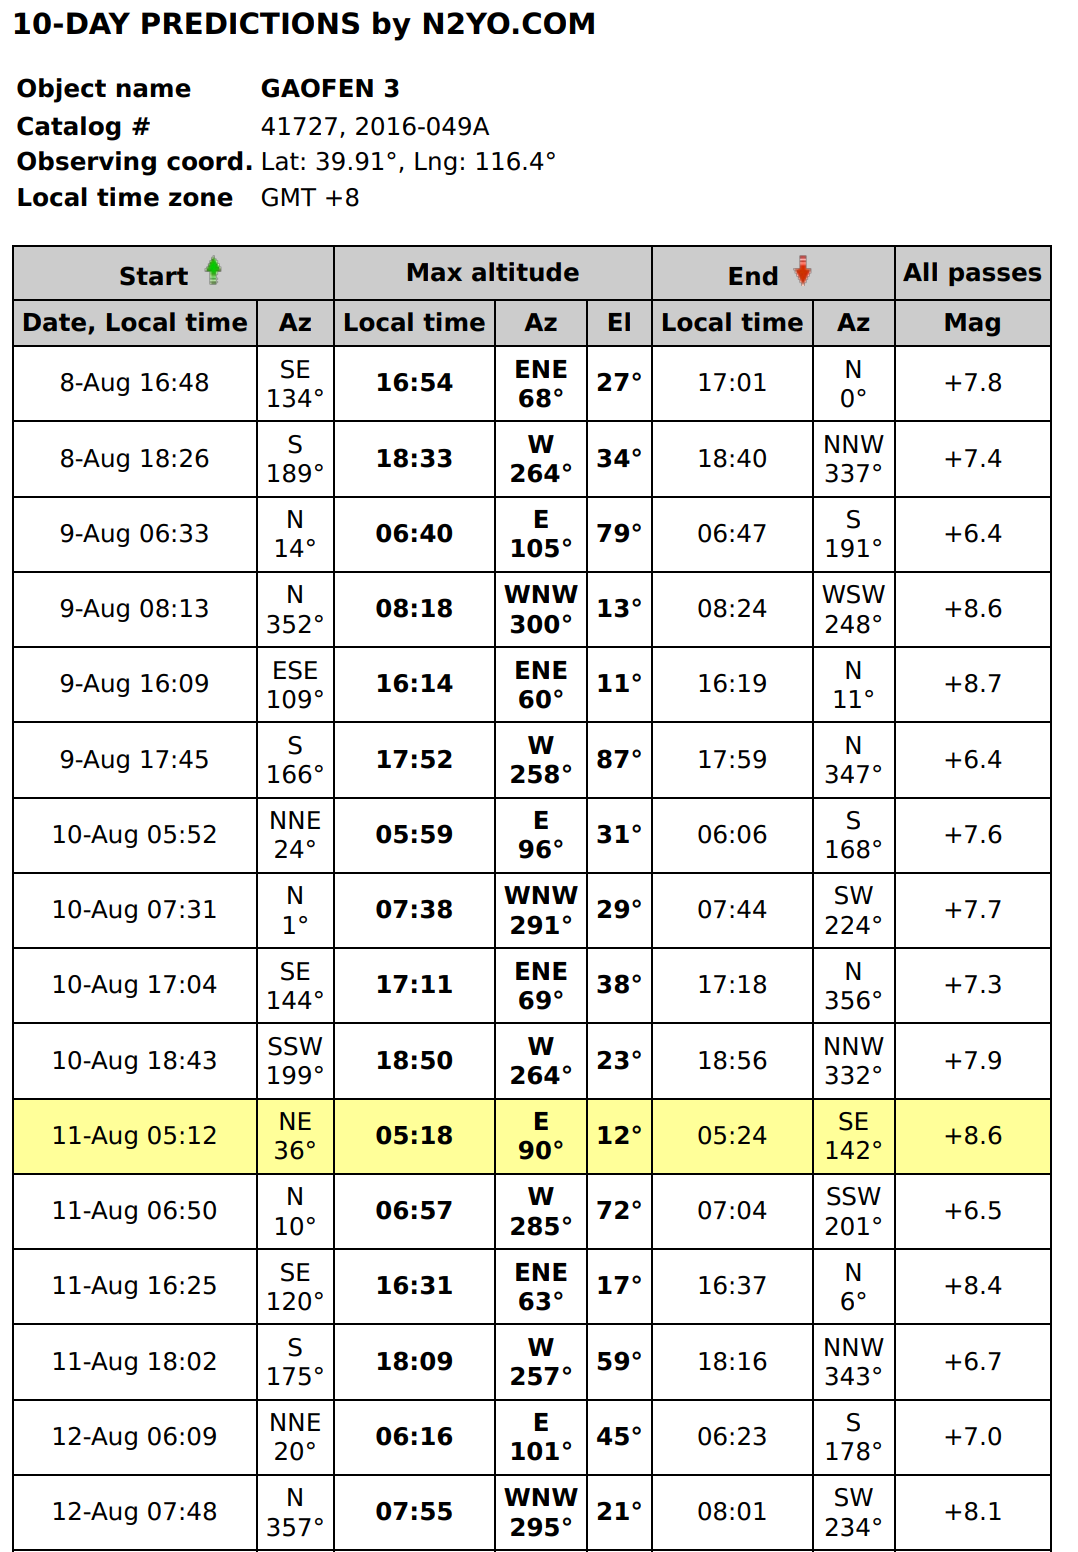 10-DAY PREDICTIONS by N2YO.COM
Object name GAOFEN 3
Catalog # 41727, 2016-049A
Observing coord. Lat: 39.91°, Lng: 116.4°
Local time zone GMT +8
Start Max altitude End All passes
Date, Local time Az Local time Az El Local time Az Mag
8-Aug 16:48 SE 134° 16:54 ENE 68° 27° 17:01 N 0° +7.8
8-Aug 18:26 S 189° 18:33 W 264° 34° 18:40 NNW 337° +7.4
9-Aug 06:33 N 14° 06:40 E 105° 79° 06:47 S 191° +6.4
9-Aug 08:13 N 352° 08:18 WNW 300° 13° 08:24 WSW 248° +8.6
9-Aug 16:09 ESE 109° 16:14 ENE 60° 11° 16:19 N 11° +8.7
9-Aug 17:45 S 166° 17:52 W 258° 87° 17:59 N 347° +6.4
10-Aug 05:52 NNE 24° 05:59 E 96° 31° 06:06 S 168° +7.6
10-Aug 07:31 N 1° 07:38 WNW 291° 29° 07:44 SW 224° +7.7
10-Aug 17:04 SE 144° 17:11 ENE 69° 38° 17:18 N 356° +7.3
10-Aug 18:43 SSW 199° 18:50 W 264° 23° 18:56 NNW 332° +7.9
11-Aug 05:12 NE 36° 05:18 E 90° 12° 05:24 SE 142° +8.6
11-Aug 06:50 N 10° 06:57 W 285° 72° 07:04 SSW 201° +6.5
11-Aug 16:25 SE 120° 16:31 ENE 63° 17° 16:37 N 6° +8.4
11-Aug 18:02 S 175° 18:09 W 257° 59° 18:16 NNW 343° +6.7
12-Aug 06:09 NNE 20° 06:16 E 101° 45° 06:23 S 178° +7.0
12-Aug 07:48 N 357° 07:55 WNW 295° 21° 08:01 SW 234° +8.1